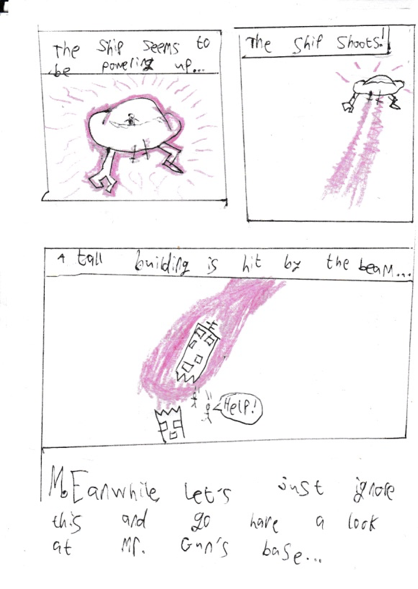 The Ship seems to
be powering up...
The Ship Shoots!
A tall building is hit by the beam...
HELP!
MEanwhile Let's just ignore
this and go have a look
at Mr. Gun's base...